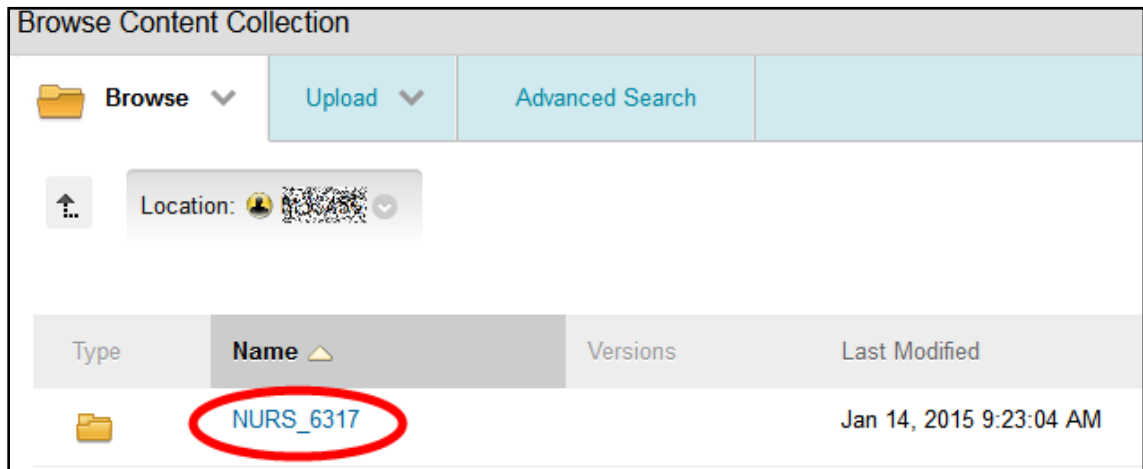 Browse Content Collection
Browse Upload Advanced Search
Location:
Type Name Versions Last Modified
NURS_6317 Jan 14, 2015 9:23:04 AM